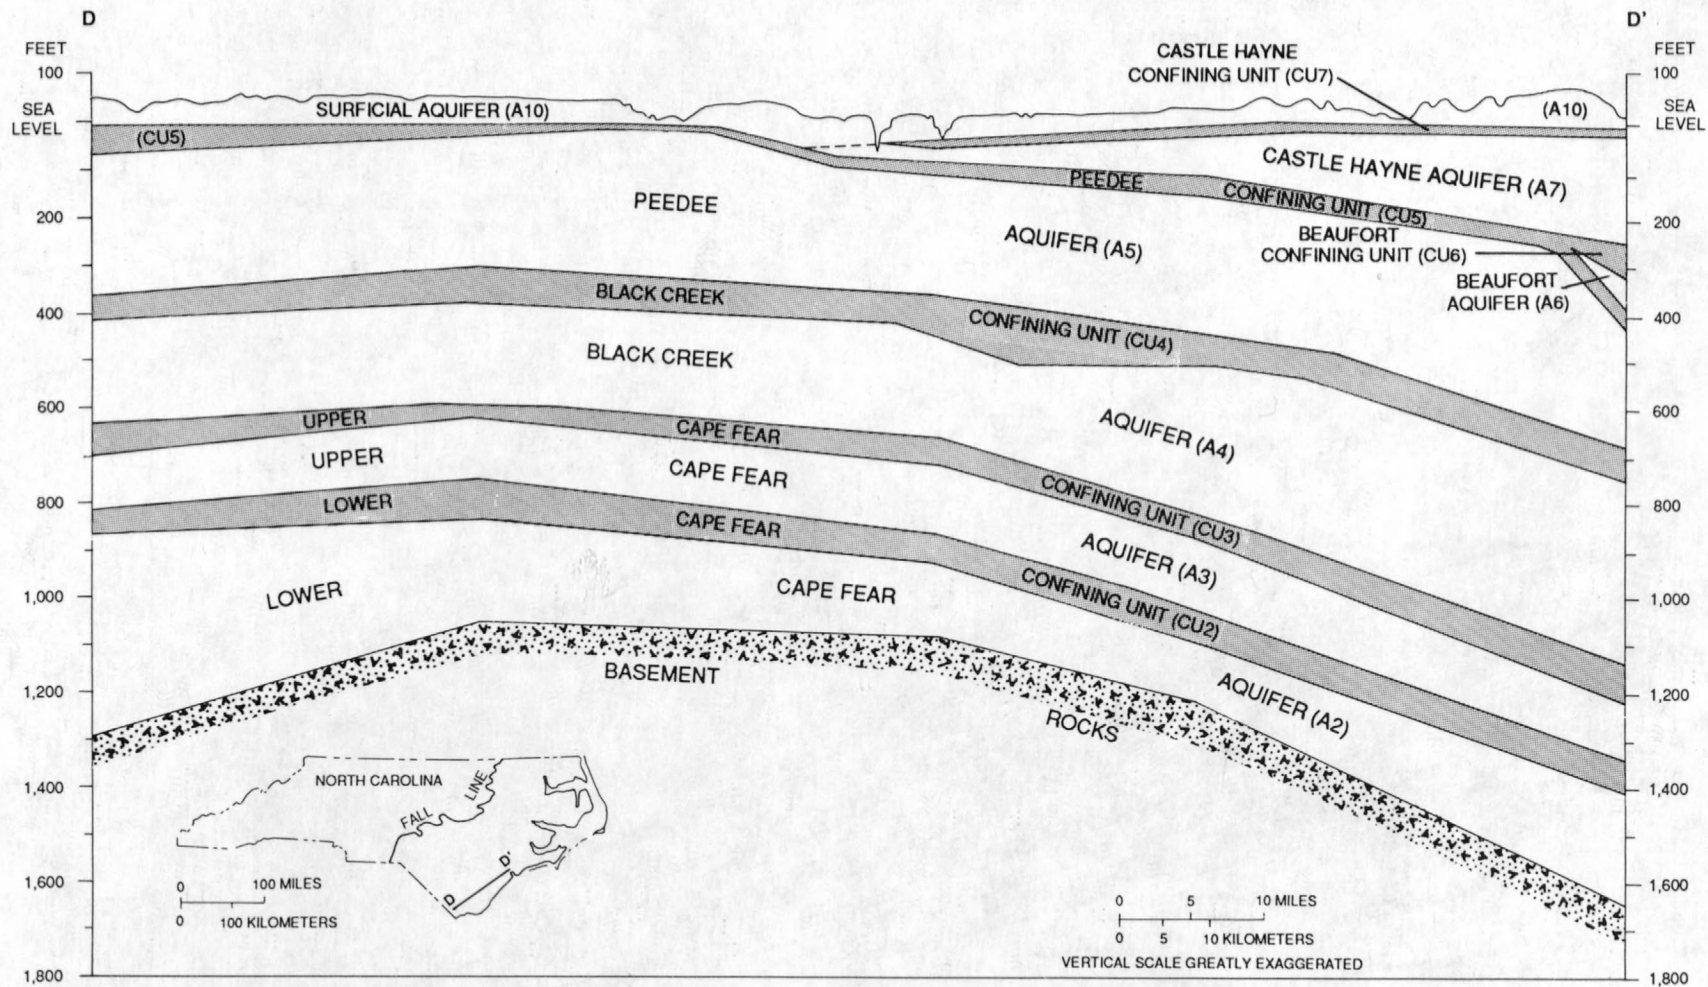 D
D'
FEET
FEET
100
100
SEA
LEVEL
SEA
LEVEL
200
200
400
400
600
600
800
800
1,000
1,000
1,200
1,200
1,400
1,400
1,600
1,600
1,800
1,800
CASTLE HAYNE
CONFINING UNIT (CU7)
SURFICIAL AQUIFER (A10)
(A10)
(CU5)
CASTLE HAYNE AQUIFER (A7)
PEEDEE
CONFINING UNIT (CU5)
PEEDEE
AQUIFER (A5)
BEAUFORT
CONFINING UNIT (CU6)
BEAUFORT
AQUIFER (A6)
BLACK CREEK
CONFINING UNIT (CU4)
BLACK CREEK
AQUIFER (A4)
UPPER
CAPE FEAR
CONFINING UNIT (CU3)
UPPER
CAPE FEAR
AQUIFER (A3)
LOWER
CAPE FEAR
CONFINING UNIT (CU2)
LOWER
CAPE FEAR
AQUIFER (A2)
BASEMENT
ROCKS
NORTH CAROLINA
FALL LINE
D
D'
0 100 MILES
0 100 KILOMETERS
0 5 10 MILES
0 5 10 KILOMETERS
VERTICAL SCALE GREATLY EXAGGERATED